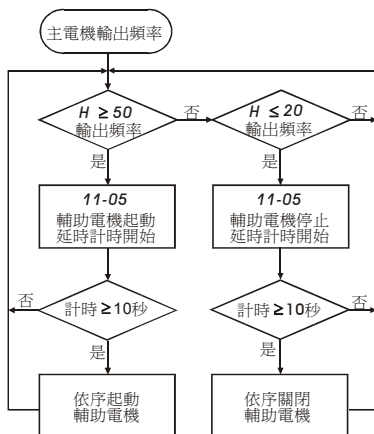 主電機輸出頻率
H ≥ 50
輸出頻率
否
H ≤ 20
輸出頻率
否
是
是
11-05
輔助電機起動
延時計時開始
11-05
輔助電機停止
延時計時開始
否
計時 ≥ 10秒
計時 ≥ 10秒
否
是
是
依序起動
輔助電機
依序關閉
輔助電機